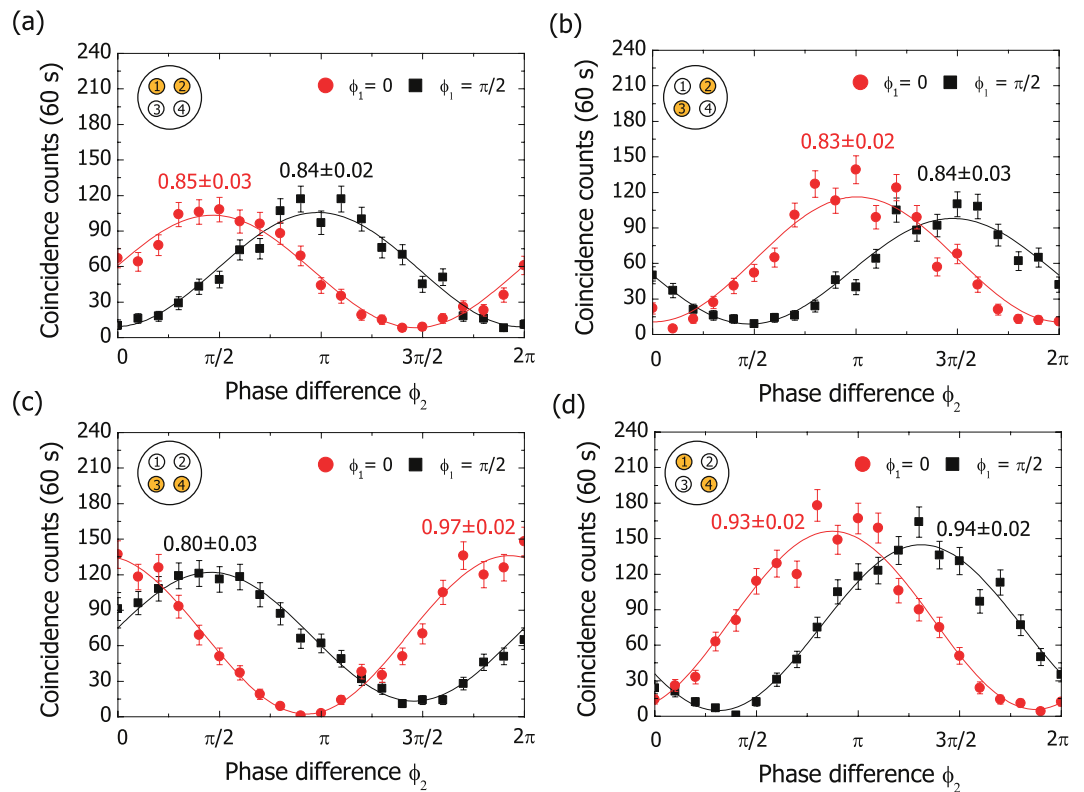 (a)
Coincidence counts (60 s)
240
210
180
150
120
90
60
30
0
1 2
3 4
ϕ1= 0 ϕ1 = π/2
0.85±0.03
0.84±0.02
0 π/2 π 3π/2 2π
Phase difference ϕ2
(b)
Coincidence counts (60 s)
240
210
180
150
120
90
60
30
0
1 2
3 4
ϕ1= 0 ϕ1 = π/2
0.83±0.02
0.84±0.03
0 π/2 π 3π/2 2π
Phase difference ϕ2
(c)
Coincidence counts (60 s)
240
210
180
150
120
90
60
30
0
1 2
3 4
ϕ1= 0 ϕ1 = π/2
0.80±0.03
0.97±0.02
0 π/2 π 3π/2 2π
Phase difference ϕ2
(d)
Coincidence counts (60 s)
240
210
180
150
120
90
60
30
0
1 2
3 4
ϕ1= 0 ϕ1 = π/2
0.93±0.02
0.94±0.02
0 π/2 π 3π/2 2π
Phase difference ϕ2